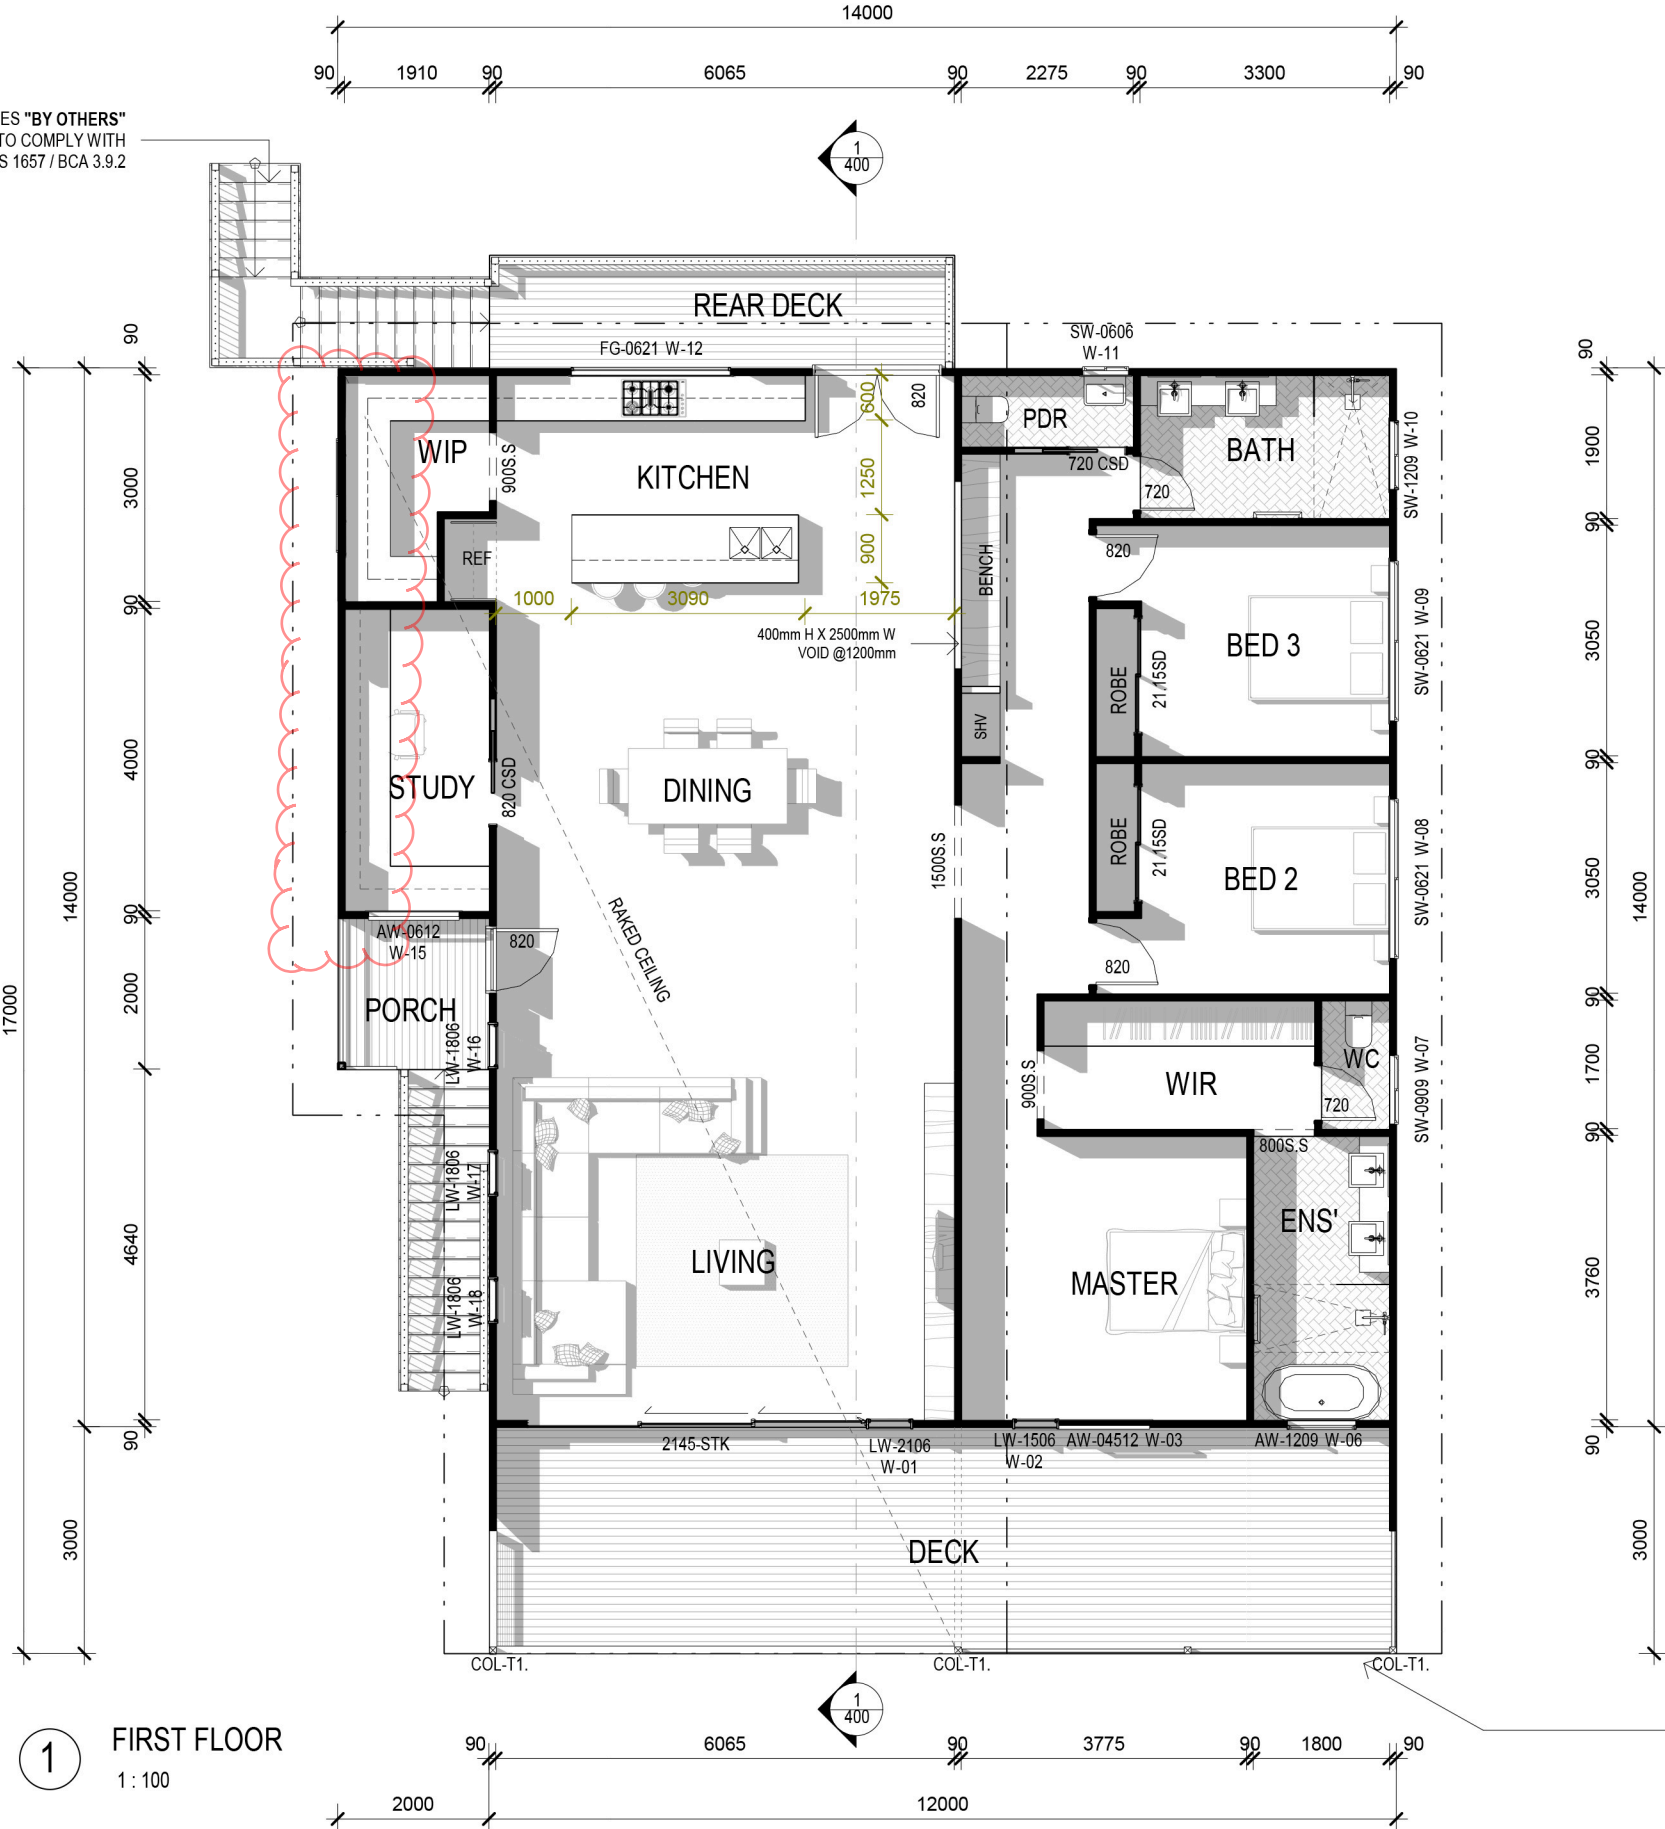 14000
90 1910 90 6065 90 2275 90 3300 90
ES "BY OTHERS"
TO COMPLY WITH
S 1657 / BCA 3.9.2
1
400
REAR DECK
FG-0621 W-12
SW-0606
W-11
90
3000
90
4000
90
2000
4640
90
14000
3000
17000
WIP
900S.S
REF
KITCHEN
600
820
1250
900
1000 3090 1975
400mm H X 2500mm W
VOID @1200mm
PDR
720 CSD
BATH
720
SW-1209 W-10
BENCH
SHV
820
BED 3
ROBE
2115SD
SW-0621 W-09
STUDY
820 CSD
DINING
1500S.S
ROBE
2115SD
BED 2
SW-0621 W-08
820
AW-0612
W-15
820
RAKED CEILING
PORCH
LW-1806
W-16
900S.S
WIR
WC
720
SW-0909 W-07
800S.S
LW-1806
W-17
LW-1806
W-18
LIVING
MASTER
ENS'
2145-STK
LW-2106
W-01
LW-1506
W-02
AW-04512 W-03
AW-1209 W-06
DECK
COL-T1.
COL-T1.
COL-T1.
90
1900
90
3050
90
3050
90
1700
90
3760
90
14000
3000
1
400
1
FIRST FLOOR
1 : 100
90 6065 90 3775 90 1800 90
2000 12000